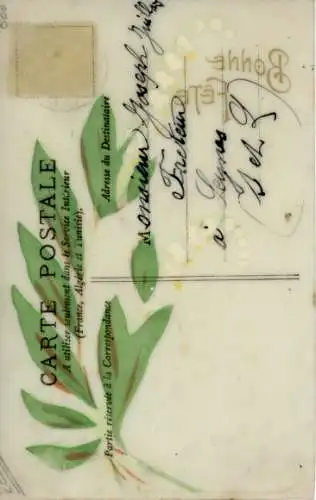 CARTE POSTALE
A utiliser seulement dans le Service Intérieur
(France, Algérie et Tunisie).
Partie réservée à la Correspondance
Adresse du Destinataire
Monsieur Joseph
Facteur
à
Bonne
Fête